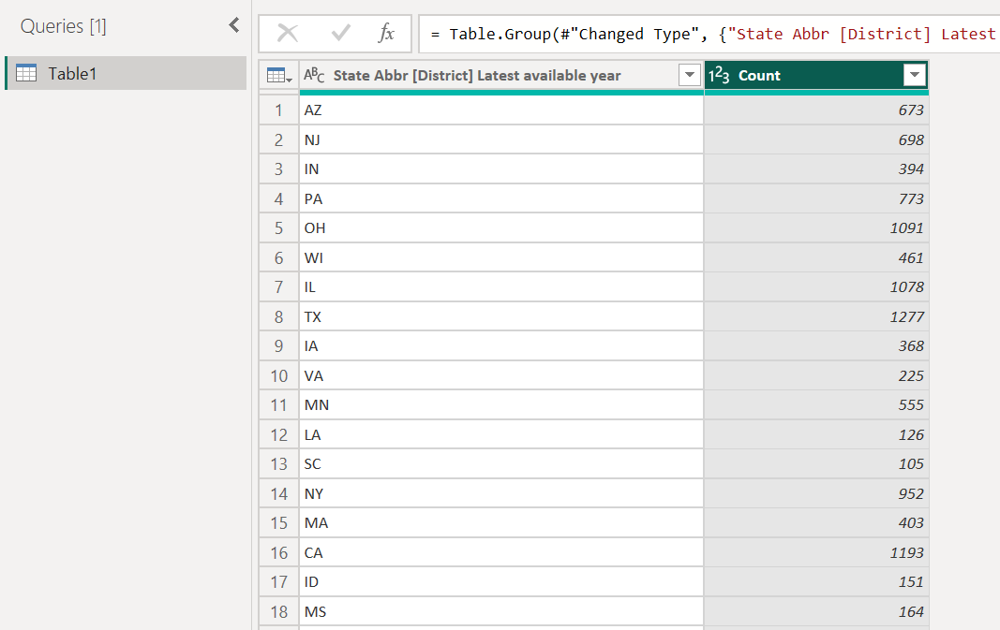 Queries [1]
fx = Table.Group(#"Changed Type", {"State Abbr [District] Latest
Table1
ABC State Abbr [District] Latest available year 123 Count
1 AZ 673
2 NJ 698
3 IN 394
4 PA 773
5 OH 1091
6 WI 461
7 IL 1078
8 TX 1277
9 IA 368
10 VA 225
11 MN 555
12 LA 126
13 SC 105
14 NY 952
15 MA 403
16 CA 1193
17 ID 151
18 MS 164